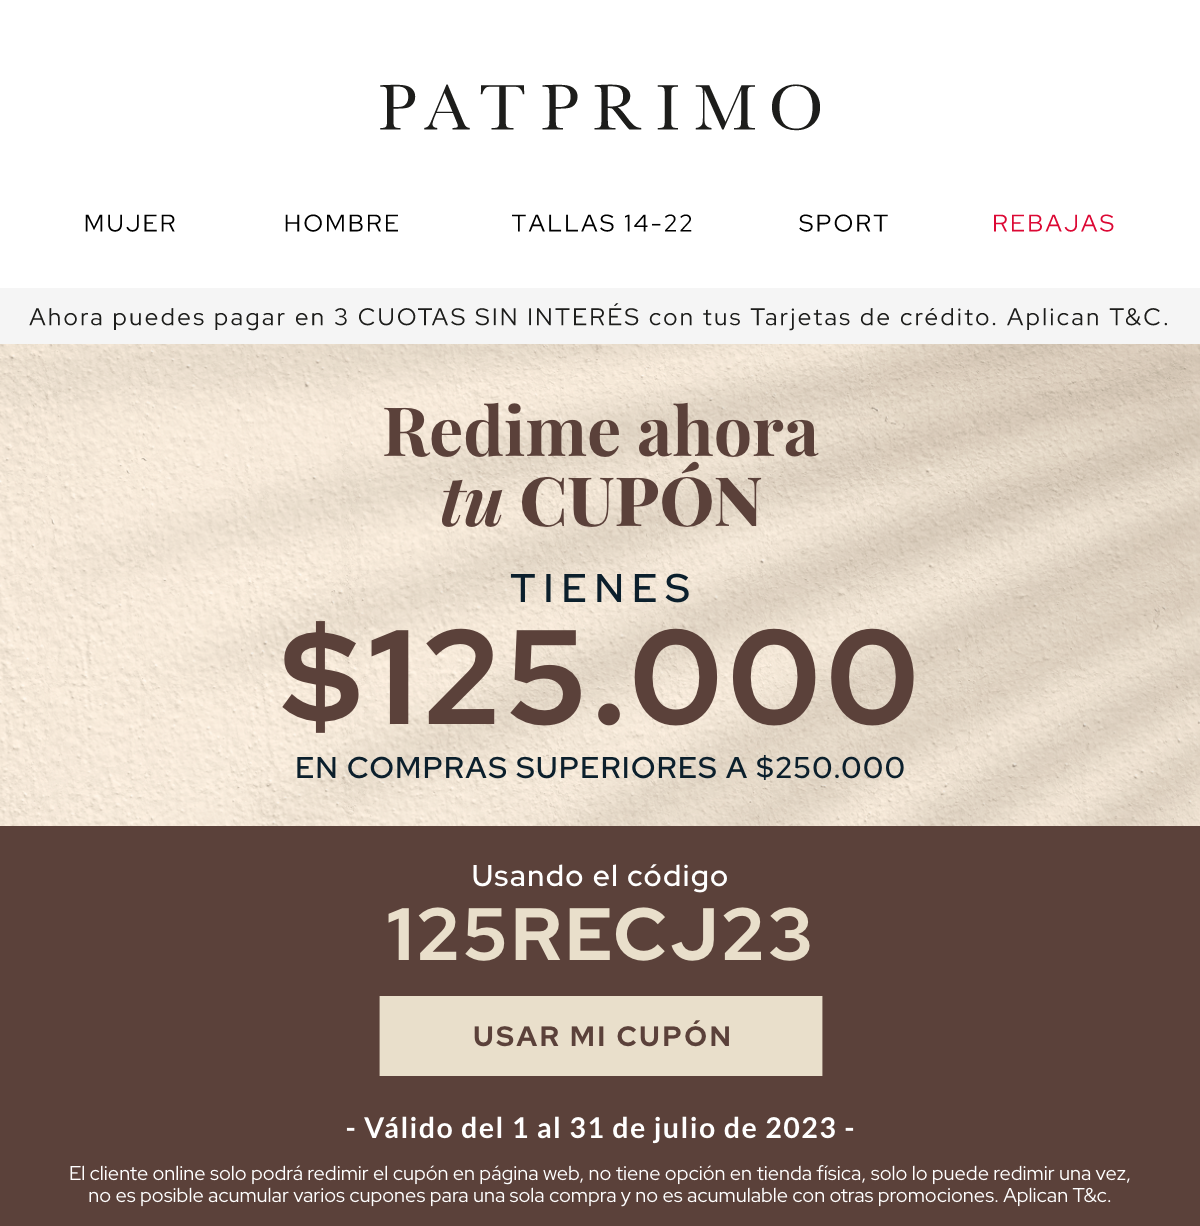 PATPRIMO
MUJER HOMBRE TALLAS 14-22 SPORT REBAJAS
Ahora puedes pagar en 3 CUOTAS SIN INTERÉS con tus Tarjetas de crédito. Aplican T&C.
Redime ahora
tu CUPÓN
TIENES
$125.000
EN COMPRAS SUPERIORES A $250.000
Usando el código
125RECJ23
USAR MI CUPÓN
- Válido del 1 al 31 de julio de 2023 -
El cliente online solo podrá redimir el cupón en página web, no tiene opción en tienda física, solo lo puede redimir una vez,
no es posible acumular varios cupones para una sola compra y no es acumulable con otras promociones. Aplican T&c.